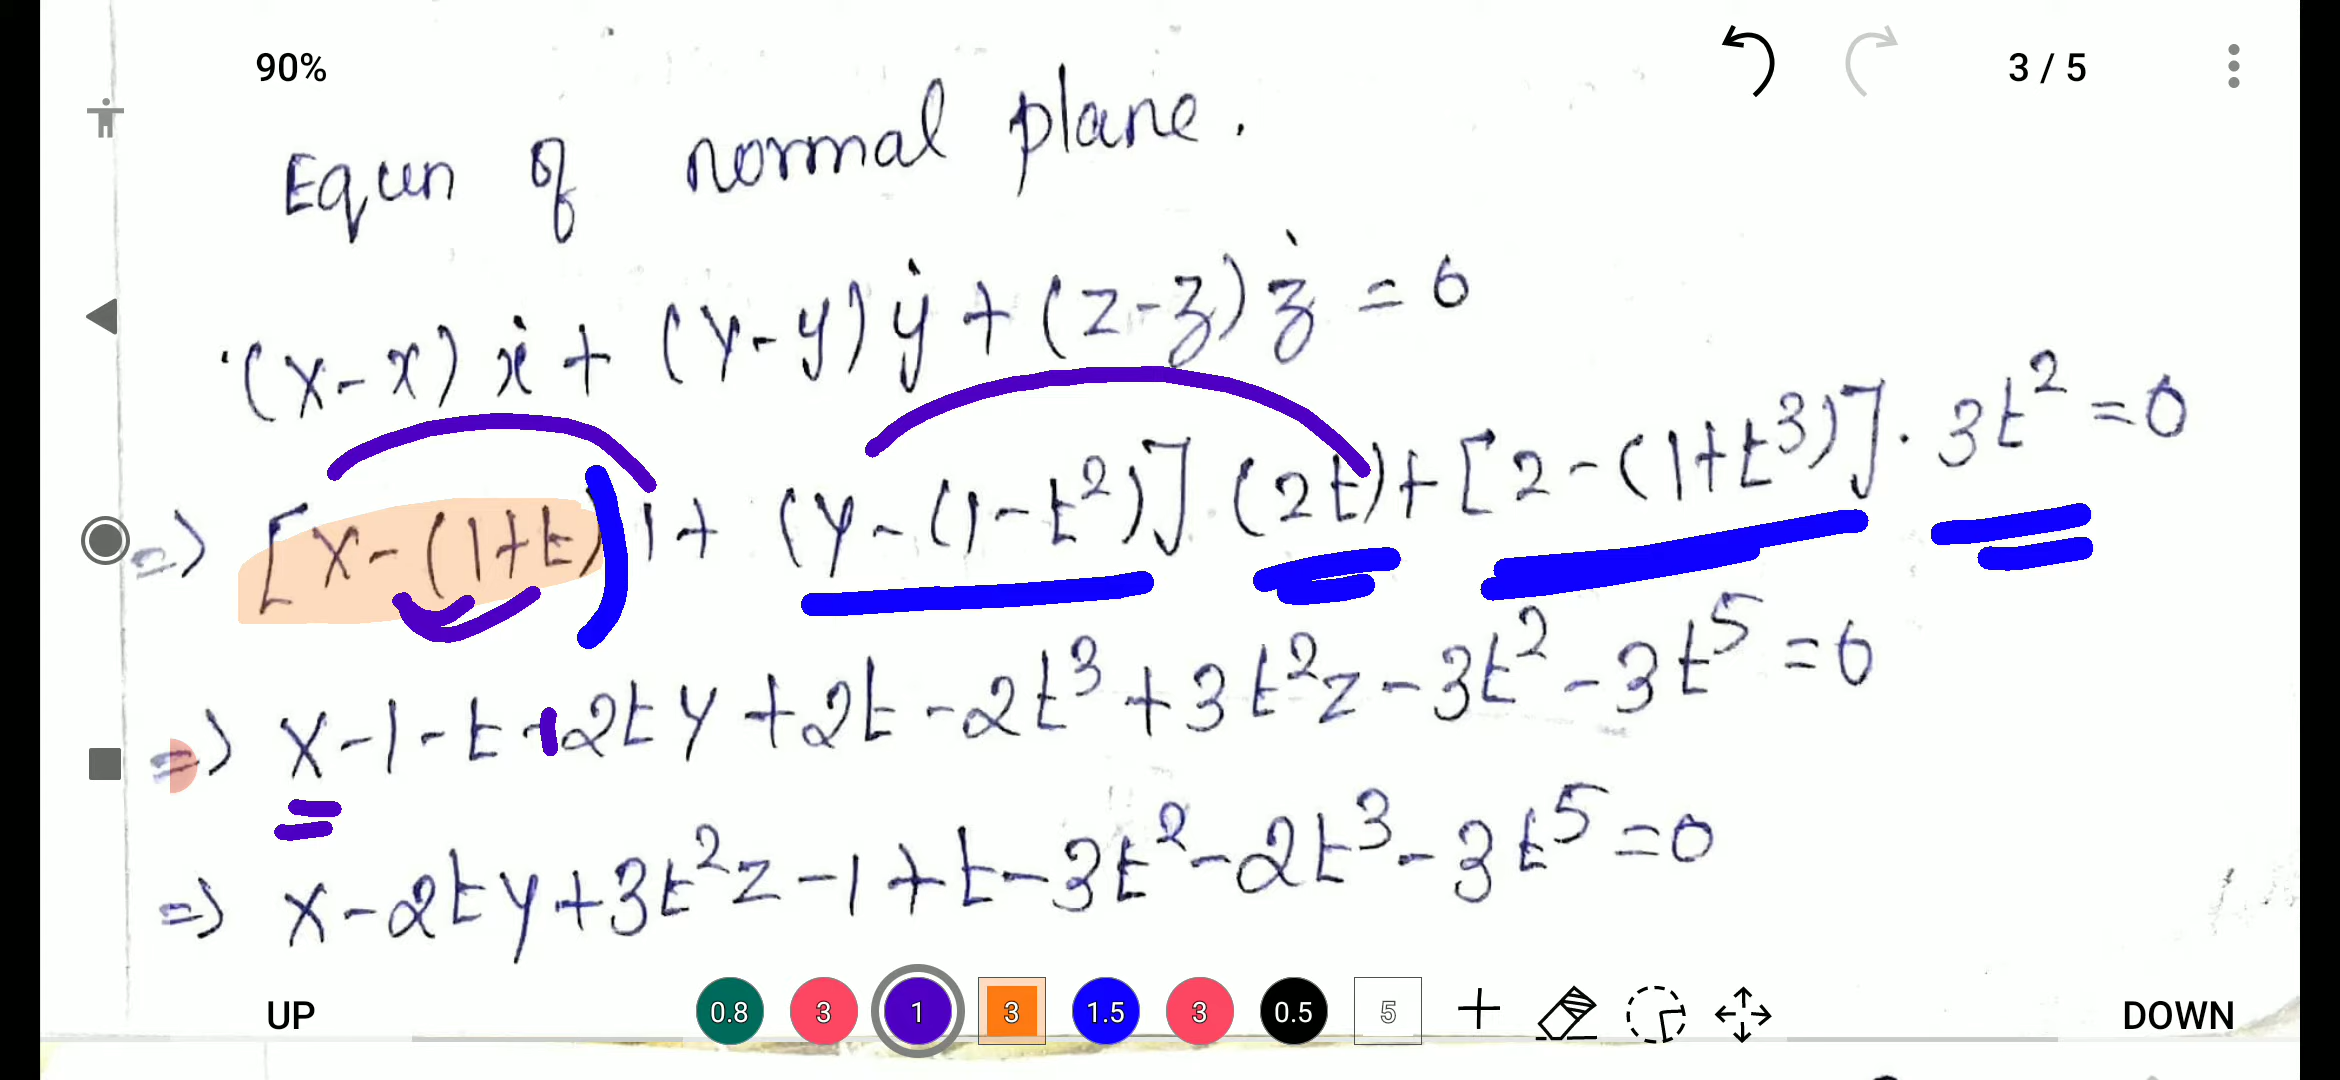 90%
3 / 5
Equn of normal plane.
(X-x) ẋ + (Y-y) ẏ + (Z-z) ż = 0
=> [X-(1+t)) 1 + (Y-(1-t²)] (2t) + [2-(1+t³)] . 3t² = 0
=> X-1-t+2tY+2t-2t³+3t²z-3t²-3t⁵ = 0
=> X-2ty+3t²z-1+t-3t²-2t³-3t⁵=0
UP
0.8 3 1 3 1.5 3 0.5 5
DOWN